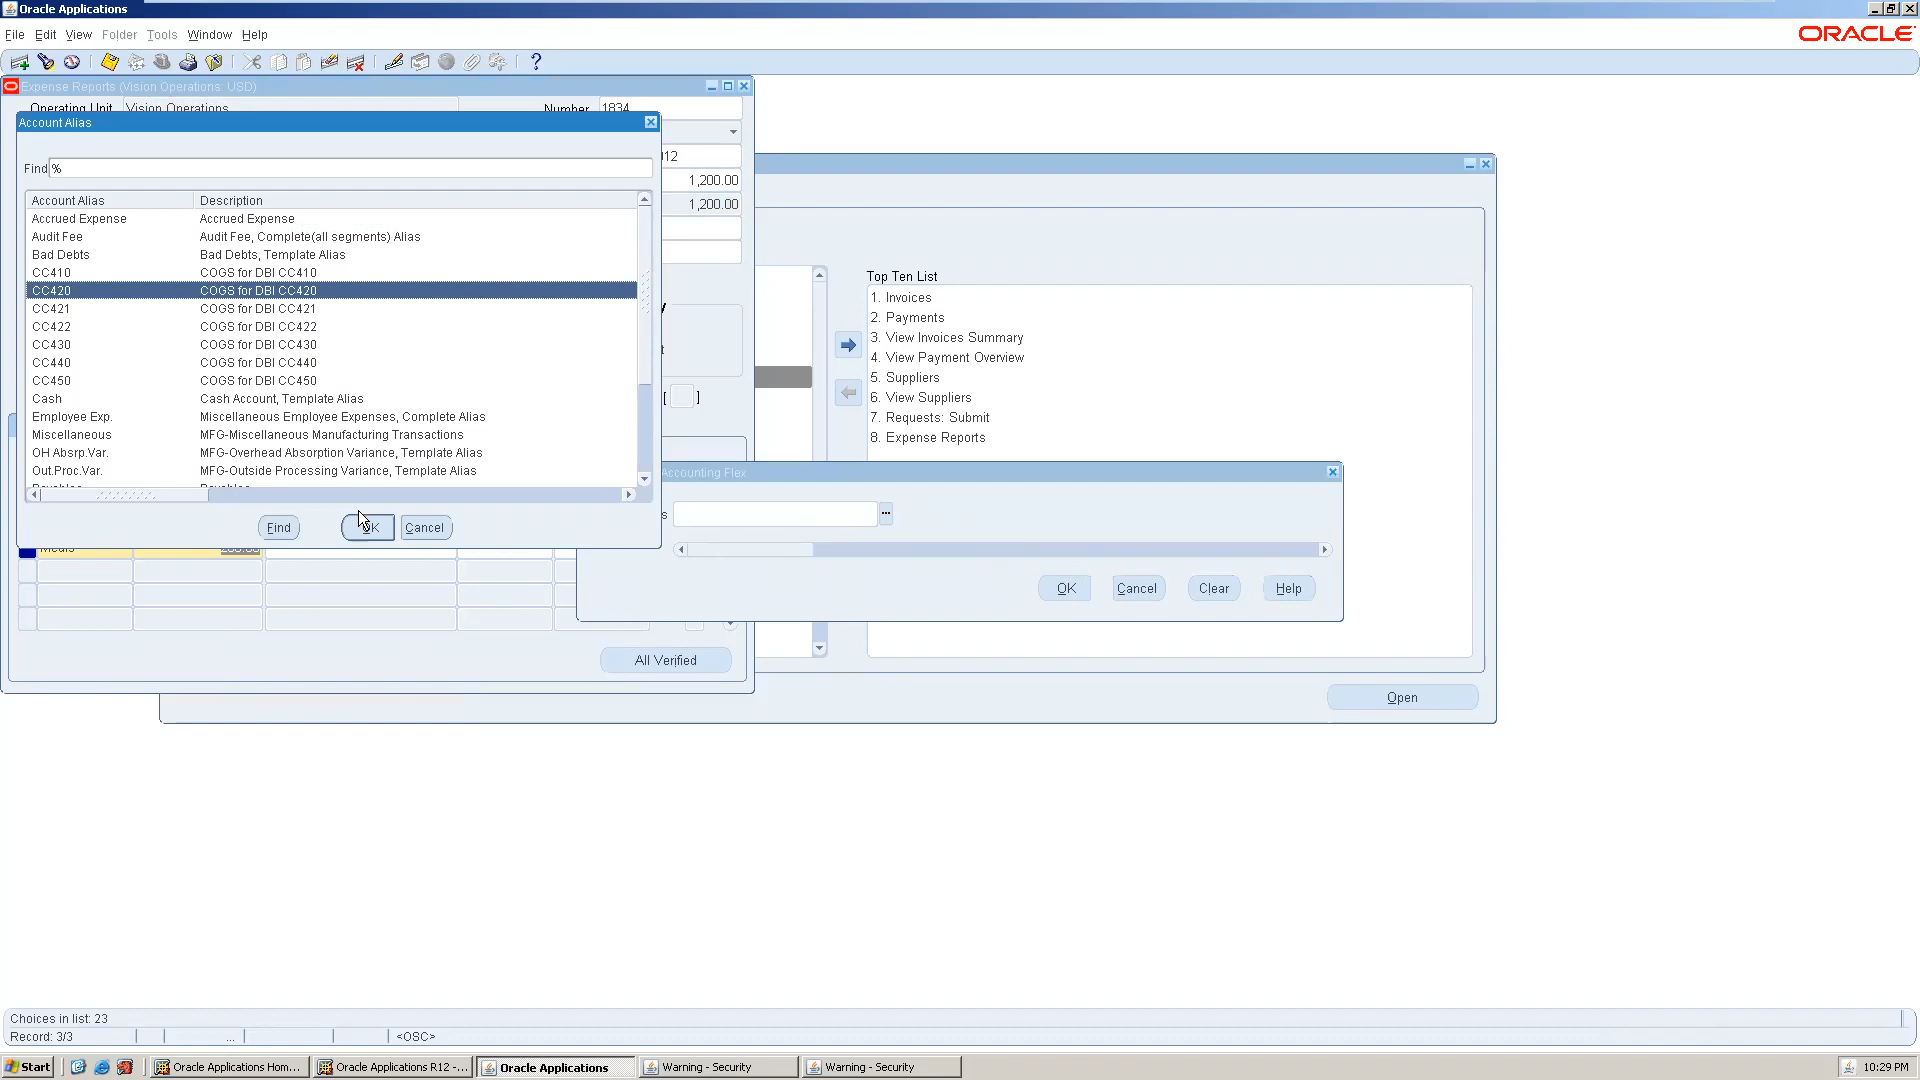 Oracle Applications
File Edit View Folder Tools Window Help
ORACLE
Expense Reports (Vision Operations: USD)
Operating Unit Vision Operations Number 1834
Account Alias
Find %
Account Alias Description
Accrued Expense Accrued Expense
Audit Fee Audit Fee, Complete(all segments) Alias
Bad Debts Bad Debts, Template Alias
CC410 COGS for DBI CC410
CC420 COGS for DBI CC420
CC421 COGS for DBI CC421
CC422 COGS for DBI CC422
CC430 COGS for DBI CC430
CC440 COGS for DBI CC440
CC450 COGS for DBI CC450
Cash Cash Account, Template Alias
Employee Exp. Miscellaneous Employee Expenses, Complete Alias
Miscellaneous MFG-Miscellaneous Manufacturing Transactions
OH Absrp.Var. MFG-Overhead Absorption Variance, Template Alias
Out.Proc.Var. MFG-Outside Processing Variance, Template Alias
Find OK Cancel
012
1,200.00
1,200.00
[ ]
Meals 200.00
All Verified
Top Ten List
1. Invoices
2. Payments
3. View Invoices Summary
4. View Payment Overview
5. Suppliers
6. View Suppliers
7. Requests: Submit
8. Expense Reports
Accounting Flex
s
OK Cancel Clear Help
Open
Choices in list: 23
Record: 3/3 ... <OSC>
Start Oracle Applications Hom... Oracle Applications R12 -... Oracle Applications Warning - Security Warning - Security 10:29 PM